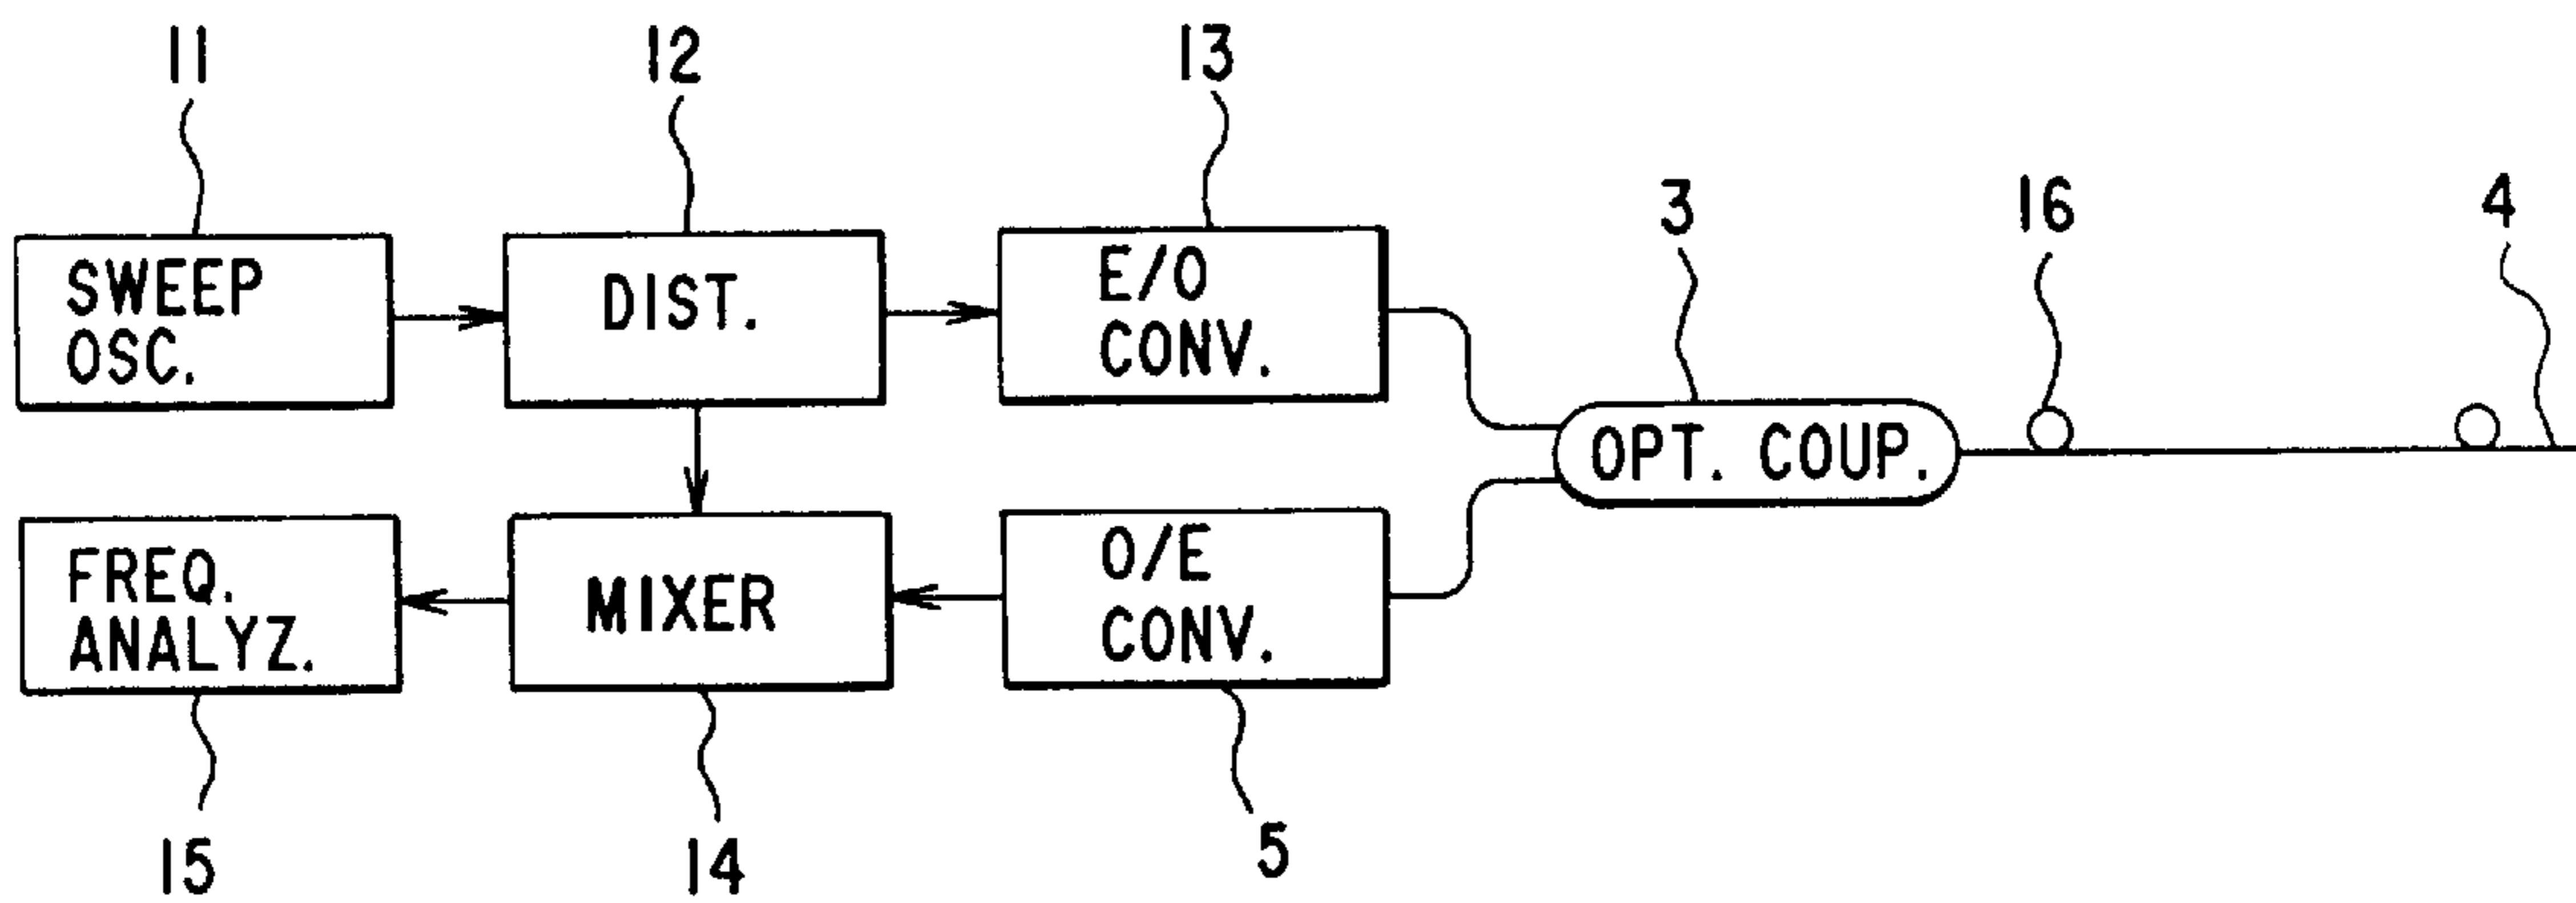 11
12
13
3
16
4
SWEEP
OSC.
DIST.
E/O
CONV.
OPT. COUP.
FREQ.
ANALYZ.
MIXER
O/E
CONV.
15
14
5